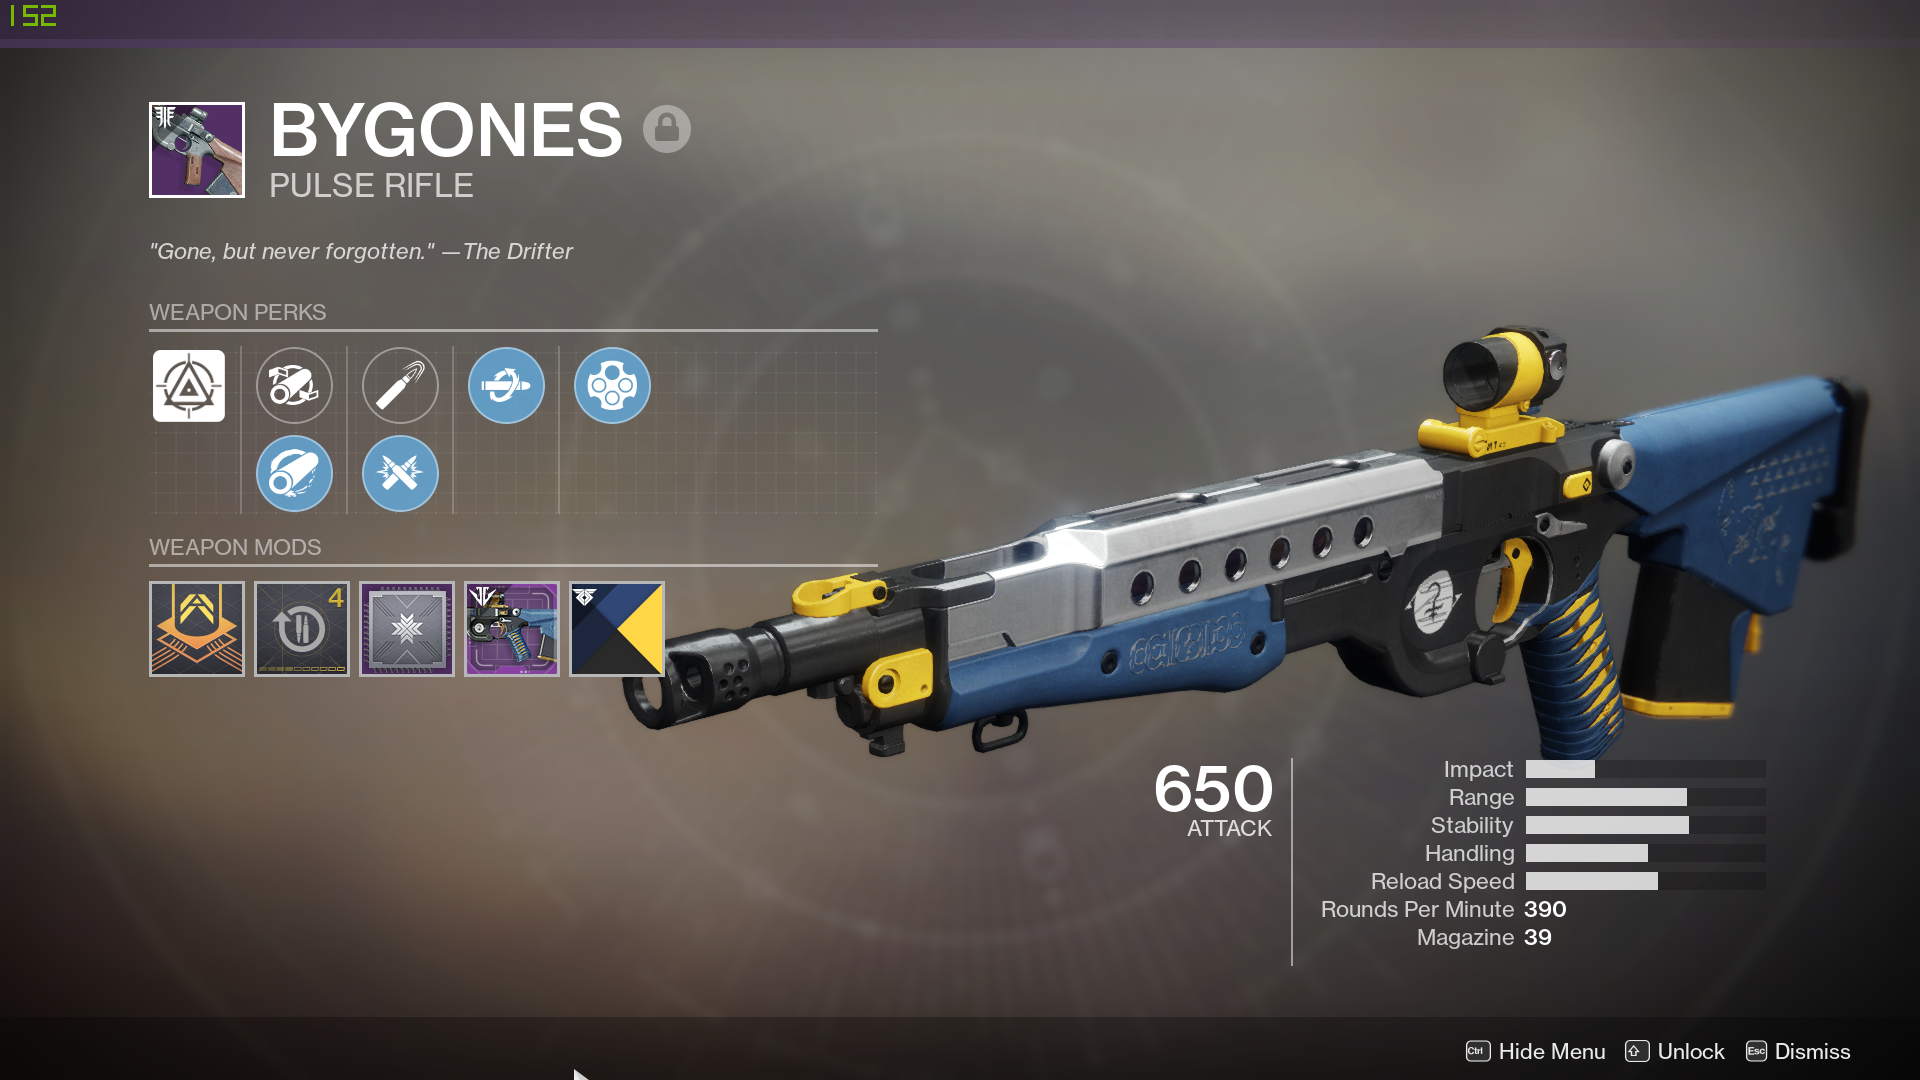 152
BYGONES
PULSE RIFLE
"Gone, but never forgotten." —The Drifter
WEAPON PERKS
WEAPON MODS
4
650
ATTACK
Impact
Range
Stability
Handling
Reload Speed
Rounds Per Minute 390
Magazine 39
Ctrl Hide Menu Unlock Esc Dismiss